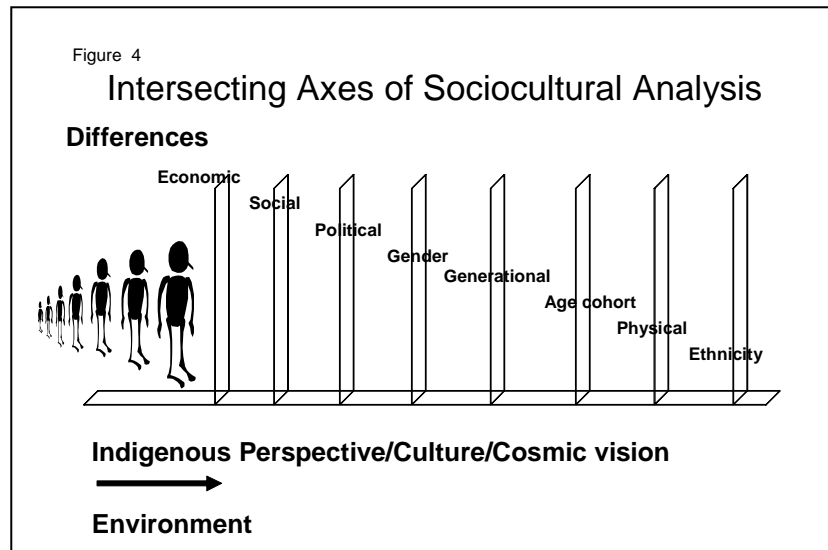 Figure 4
Intersecting Axes of Sociocultural Analysis
Differences
Economic
Social
Political
Gender
Generational
Age cohort
Physical
Ethnicity
Indigenous Perspective/Culture/Cosmic vision
Environment